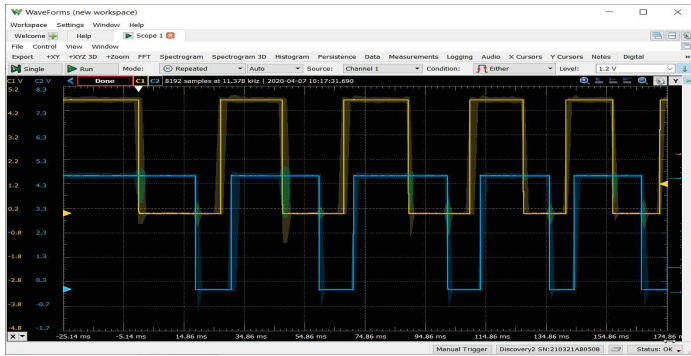 WaveForms (new workspace)
Workspace Settings Window Help
Welcome Help Scope 1
File Control View Window
Export +XY +XYZ 3D +Zoom FFT Spectrogram Spectrogram 3D Histogram Persistence Data Measurements Logging Audio X Cursors Y Cursors Notes Digital
Single Run Mode: Repeated Auto Source: Channel 1 Condition: Either Level: 1.2 V
C1 V C2 V Done C1 C2 8192 samples at 11.378 kHz | 2020-04-07 10:17:31.690 Y
5.2 8.3
4.2 7.3
3.2 6.3
2.2 5.3
1.2 4.3
0.2 3.3
-0.8 2.3
-1.8 1.3
-2.8 0.3
-3.8 -0.7
-4.8 -1.7
X -25.14 ms -5.14 ms 14.86 ms 34.86 ms 54.86 ms 74.86 ms 94.86 ms 114.86 ms 134.86 ms 154.86 ms 174.86 ms
Manual Trigger Discovery2 SN:210321A8050B Status: OK